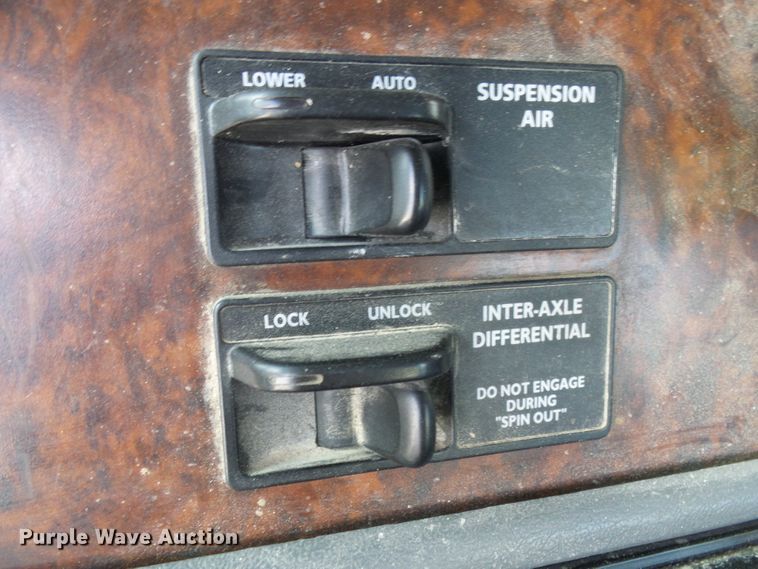 LOWER AUTO
SUSPENSION
AIR
LOCK UNLOCK
INTER-AXLE
DIFFERENTIAL
DO NOT ENGAGE
DURING
"SPIN OUT"
Purple Wave Auction